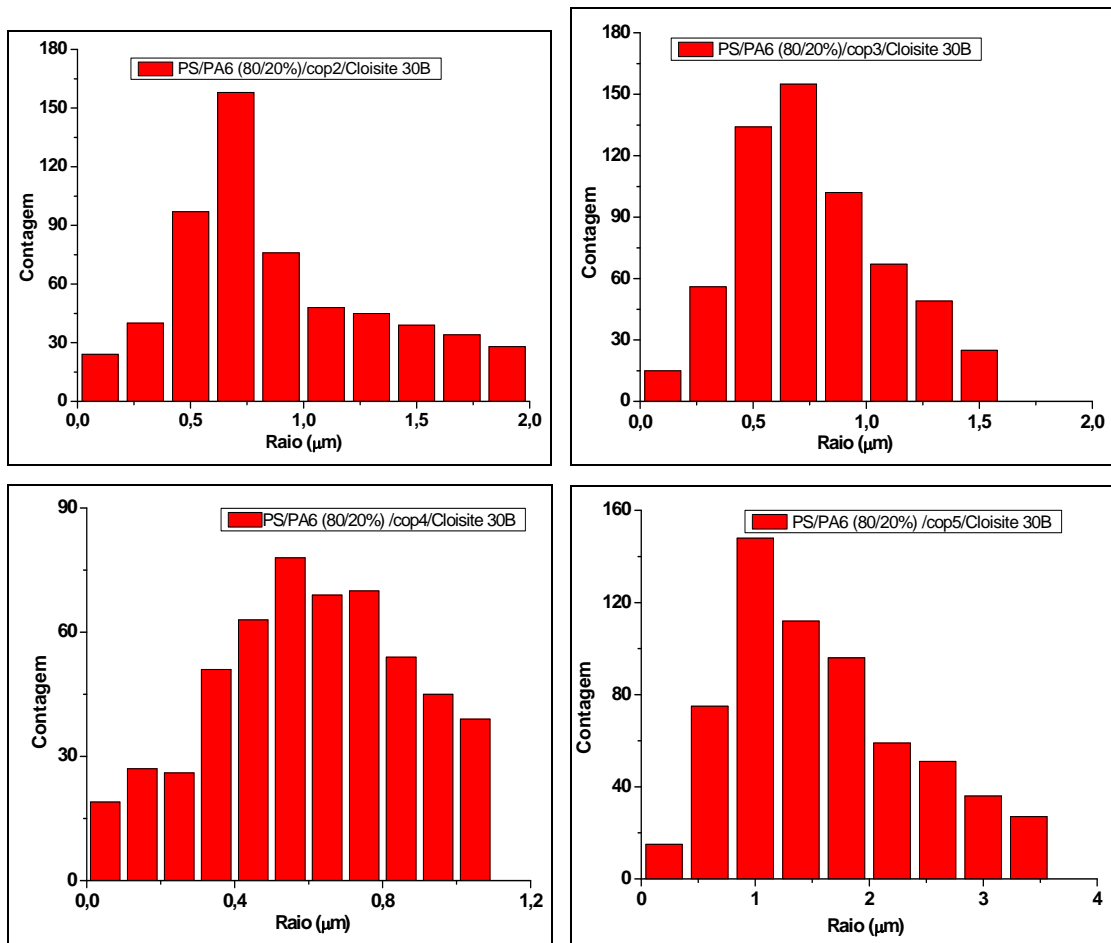 PS/PA6 (80/20%)/cop2/Cloisite 30B
Contagem
180
150
120
90
60
30
0
0,0 0,5 1,0 1,5 2,0
Raio (μm)
PS/PA6 (80/20%)/cop3/Cloisite 30B
Contagem
180
150
120
90
60
30
0
0,0 0,5 1,0 1,5 2,0
Raio (μm)
PS/PA6 (80/20%) /cop4/Cloisite 30B
Contagem
90
60
30
0
0,0 0,4 0,8 1,2
Raio (μm)
PS/PA6 (80/20%) /cop5/Cloisite 30B
Contagem
160
120
80
40
0
0 1 2 3 4
Raio (μm)